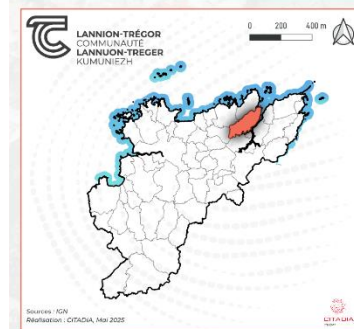 LANNION-TRÉGOR
COMMUNAUTÉ
LANNUON-TREGER
KUMUNIEZH
0 200 400 m
Sources : IGN
Réalisation : CITADIA, Mai 2025
CITADIA